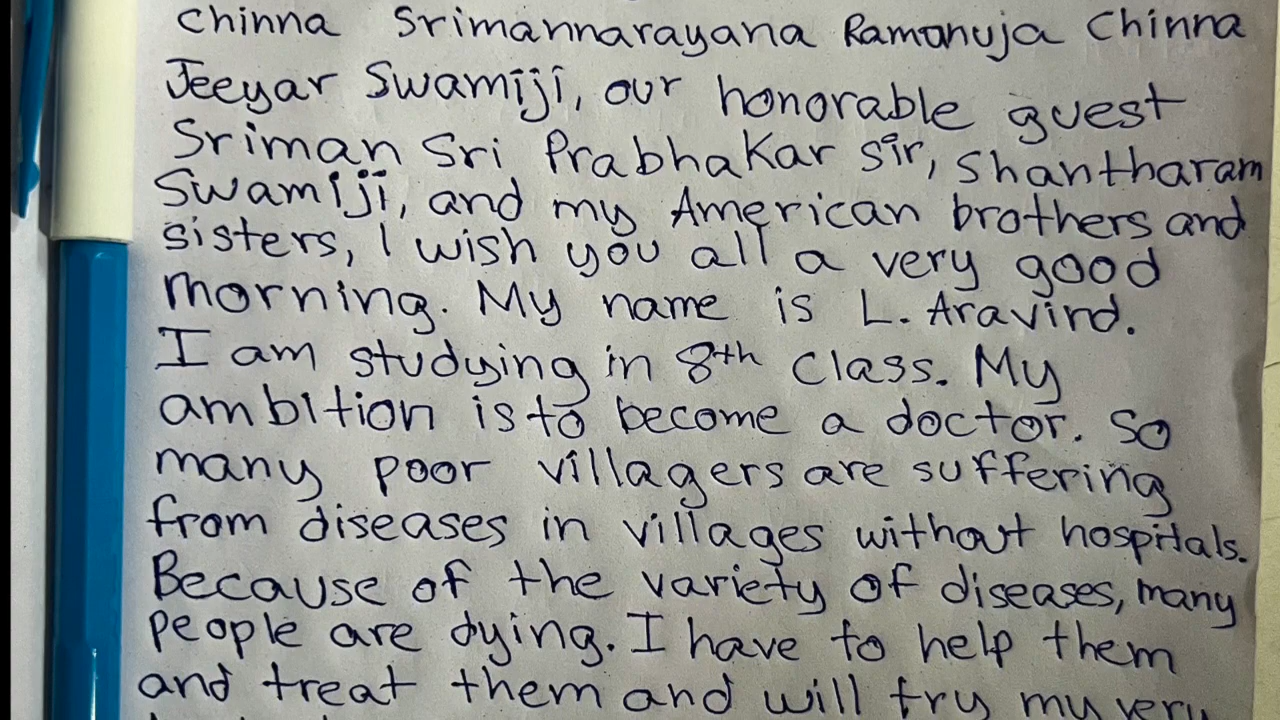 Chinna Srimannarayana Ramanuja Chinna
Jeeyar Swamiji, our honorable guest
Sriman Sri Prabhakar sir, Shantharam
Swamiji, and my American brothers and
sisters, I wish you all a very good
morning. My name is L. Aravind.
I am studying in 8th Class. My
ambition is to become a doctor. So
many poor villagers are suffering
from diseases in villages without hospitals.
Because of the variety of diseases, many
people are dying. I have to help them
and treat them and will try my very